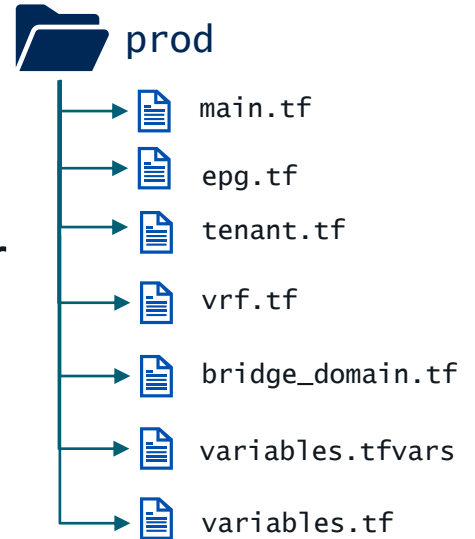 prod
main.tf
epg.tf
r
tenant.tf
vrf.tf
bridge_domain.tf
variables.tfvars
variables.tf